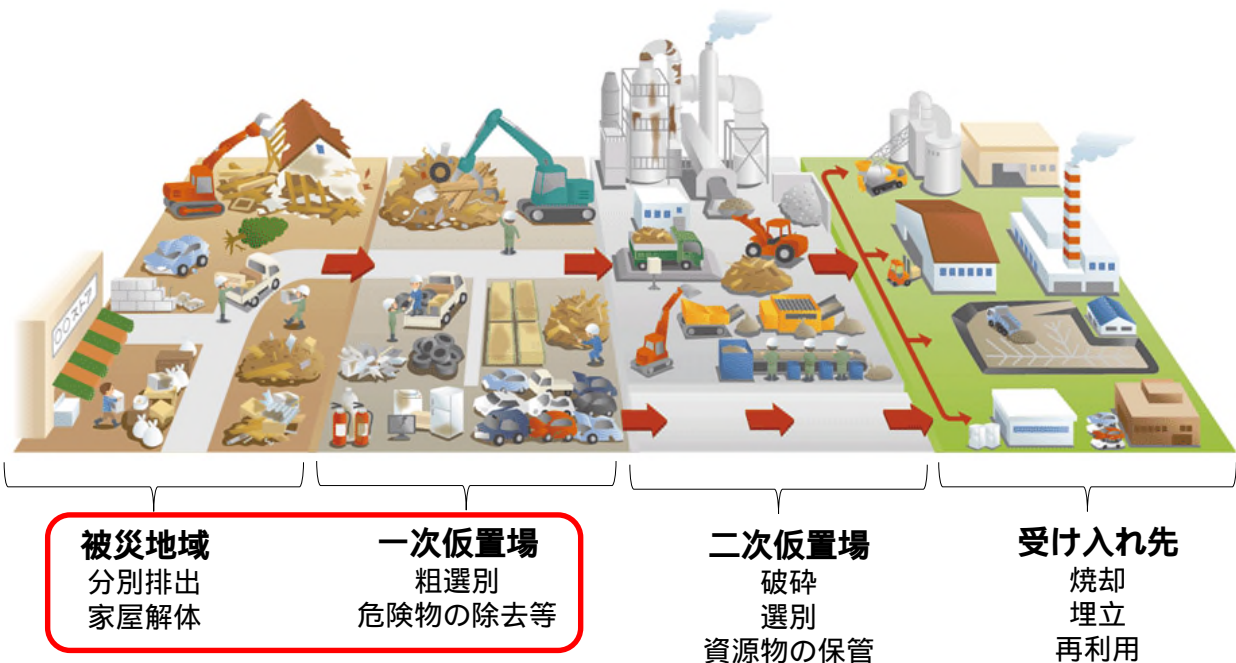 〇〇ストア
被災地域
分別排出
家屋解体
一次仮置場
粗選別
危険物の除去等
二次仮置場
破砕
選別
資源物の保管
受け入れ先
焼却
埋立
再利用